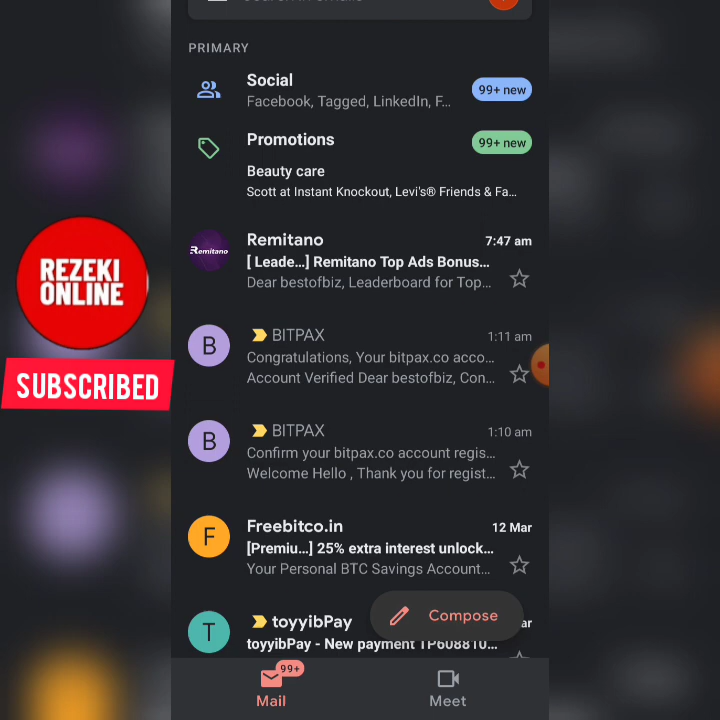 PRIMARY
Social
99+ new
Facebook, Tagged, LinkedIn, F...
Promotions
99+ new
Beauty care
Scott at Instant Knockout, Levi's® Friends & Fa...
Remitano
Remitano
7:47 am
[ Leade...] Remitano Top Ads Bonus...
Dear bestofbiz, Leaderboard for Top...
REZEKI
ONLINE
SUBSCRIBED
B
BITPAX
1:11 am
Congratulations, Your bitpax.co acco...
Account Verified Dear bestofbiz, Con...
B
BITPAX
1:10 am
Confirm your bitpax.co account regis...
Welcome Hello , Thank you for regist...
F
Freebitco.in
12 Mar
[Premiu...] 25% extra interest unlock...
Your Personal BTC Savings Account...
T
toyyibPay
Compose
toyyibPay - New payment TP608810...
99+
Mail
Meet